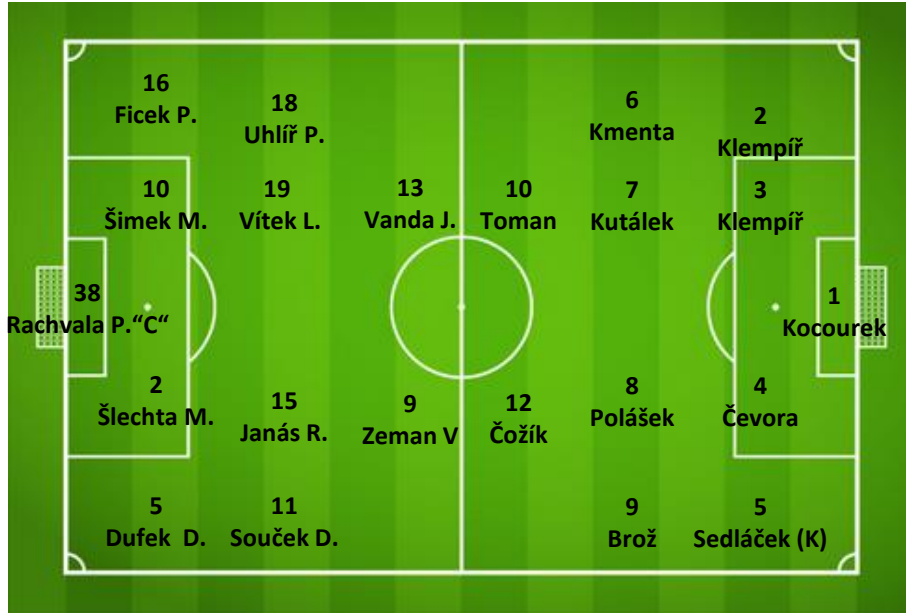 16
Ficek P.
18
Uhlíř P.
6
Kmenta
2
Klempíř
10
Šimek M.
19
Vítek L.
13
Vanda J.
10
Toman
7
Kutálek
3
Klempíř
38
Rachvala P.“C“
1
Kocourek
2
Šlechta M.
15
Janás R.
9
Zeman V
12
Čožík
8
Polášek
4
Čevora
5
Dufek  D.
11
Souček D.
9
Brož
5
Sedláček (K)